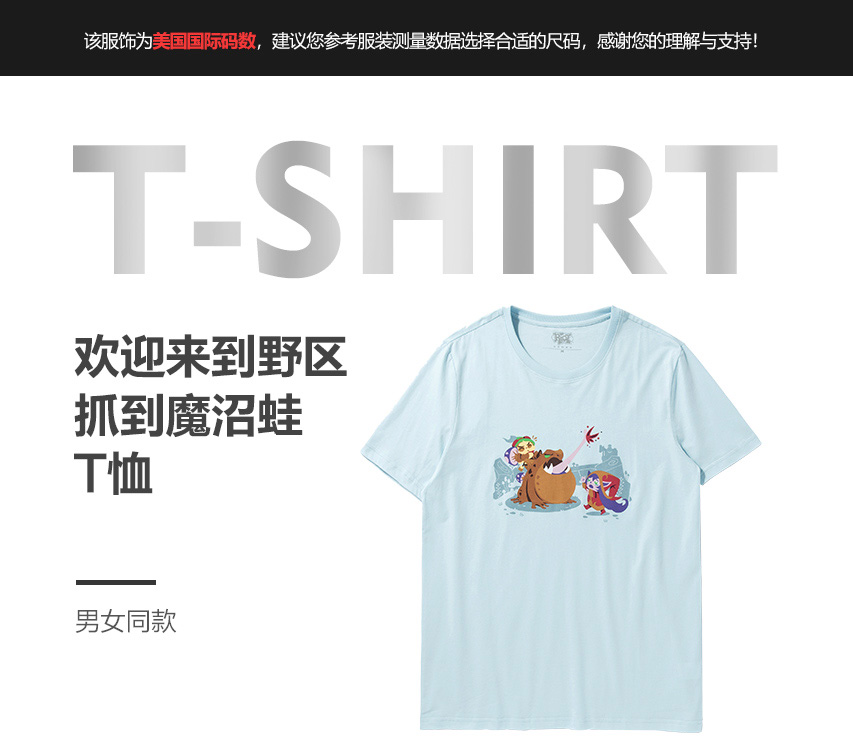 该服饰为美国国际码数，建议您参考服装测量数据选择合适的尺码，感谢您的理解与支持！
T-SHIRT
欢迎来到野区
抓到魔沼蛙
T恤
男女同款